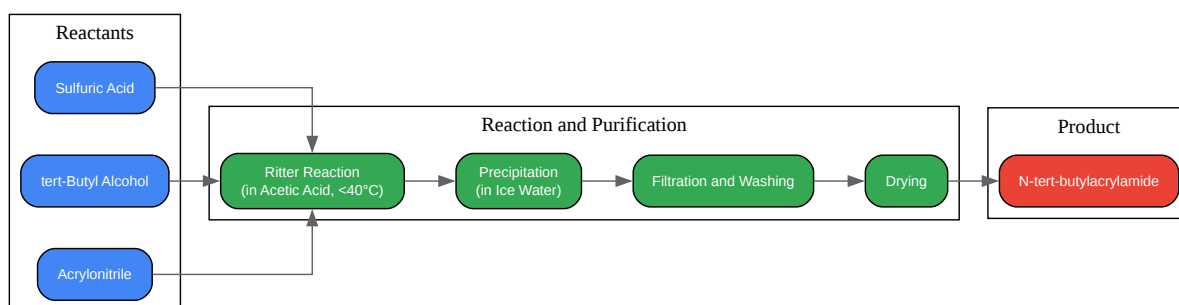 Reactants
Sulfuric Acid
tert-Butyl Alcohol
Acrylonitrile
Reaction and Purification
Ritter Reaction
(in Acetic Acid, <40°C)
Precipitation
(in Ice Water)
Filtration and Washing
Drying
Product
N-tert-butylacrylamide